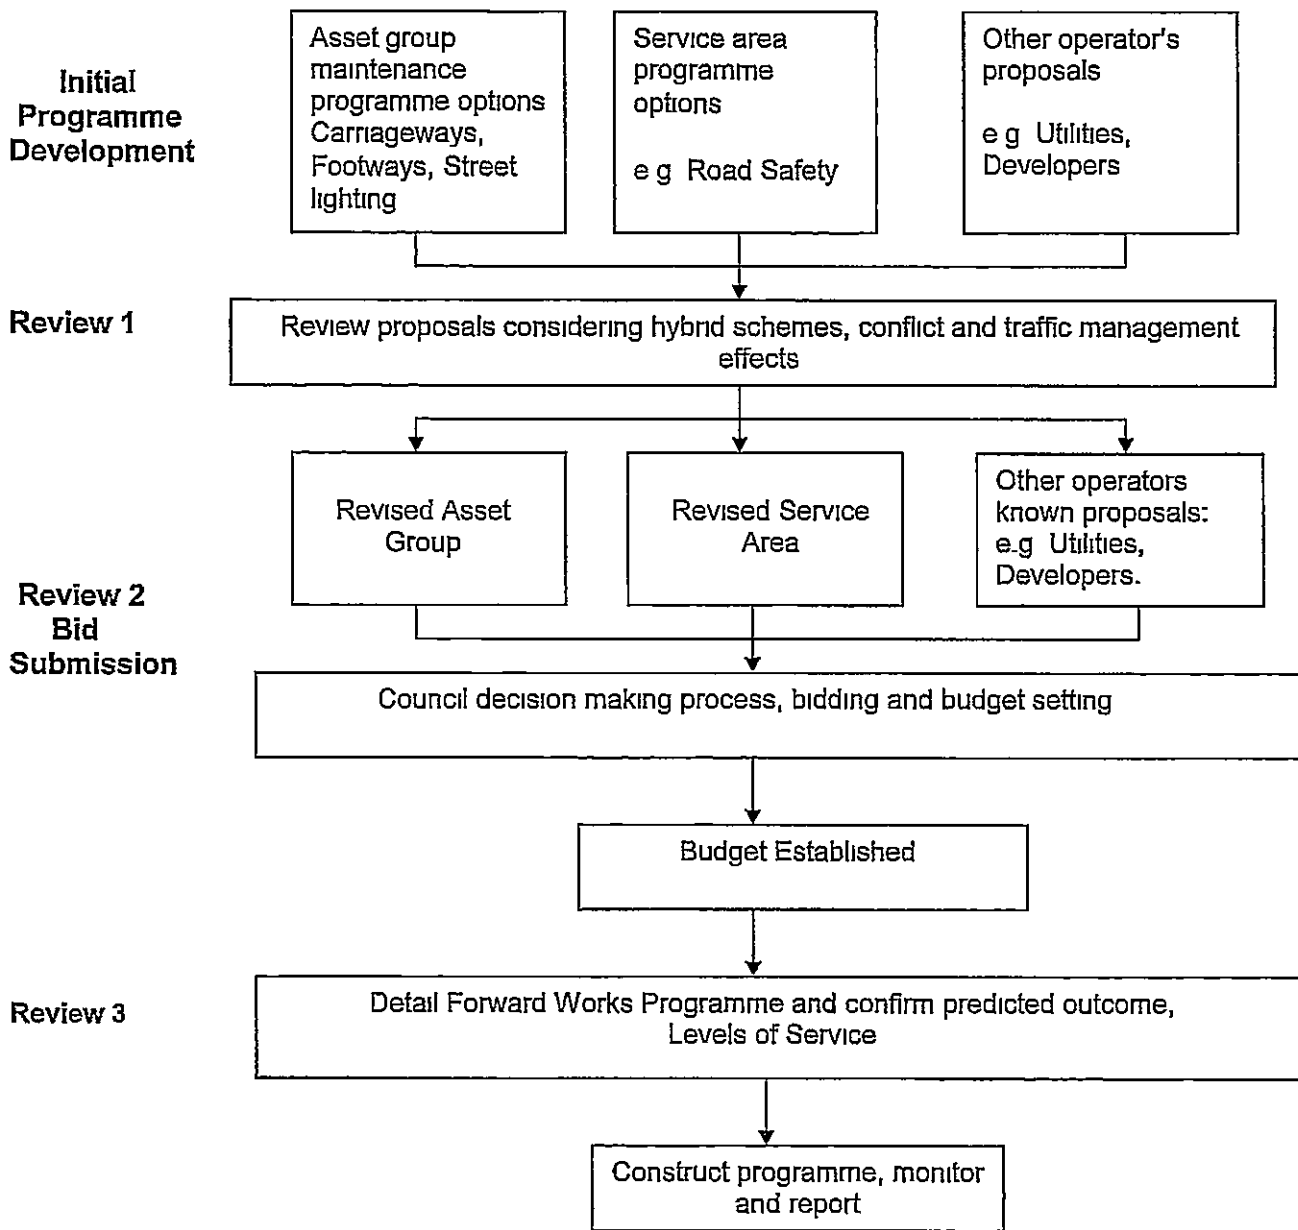 Initial
Programme
Development
Asset group
maintenance
programme options
Carriageways,
Footways, Street
lighting
Service area
programme
options
e g Road Safety
Other operator's
proposals
e g Utilities,
Developers
Review 1
Review proposals considering hybrid schemes, conflict and traffic management
effects
Revised Asset
Group
Revised Service
Area
Other operators
known proposals:
e.g Utilities,
Developers.
Review 2
Bid
Submission
Council decision making process, bidding and budget setting
Budget Established
Review 3
Detail Forward Works Programme and confirm predicted outcome,
Levels of Service
Construct programme, monitor
and report